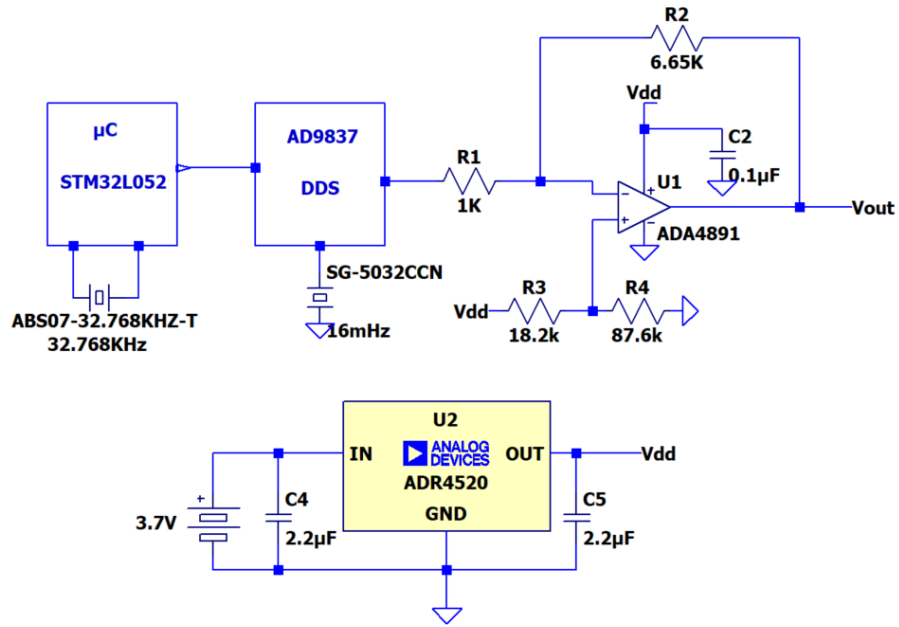 µC
STM32L052
ABS07-32.768KHZ-T
32.768KHz
AD9837
DDS
SG-5032CCN
16mHz
R1
1K
R2
6.65K
Vdd
C2
0.1µF
U1
ADA4891
Vout
Vdd
R3
18.2k
R4
87.6k
3.7V
C4
2.2µF
U2
IN
ANALOG
DEVICES
OUT
ADR4520
GND
Vdd
C5
2.2µF